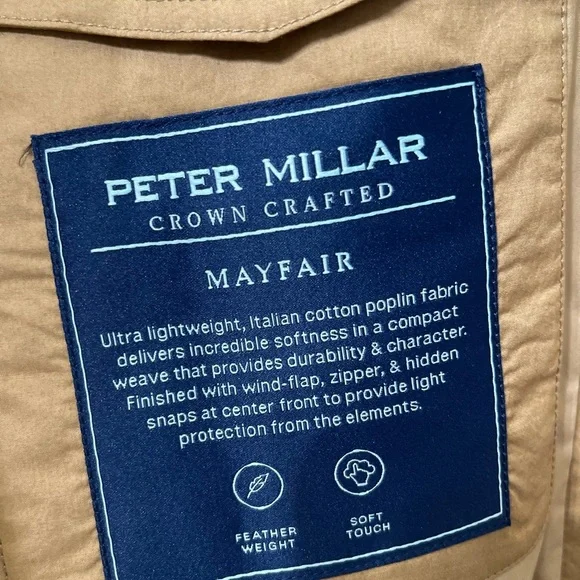 PETER MILLAR
CROWN CRAFTED
MAYFAIR
Ultra lightweight, Italian cotton poplin fabric
delivers incredible softness in a compact
weave that provides durability & character.
Finished with wind-flap, zipper, & hidden
snaps at center front to provide light
protection from the elements.
FEATHER
WEIGHT
SOFT
TOUCH